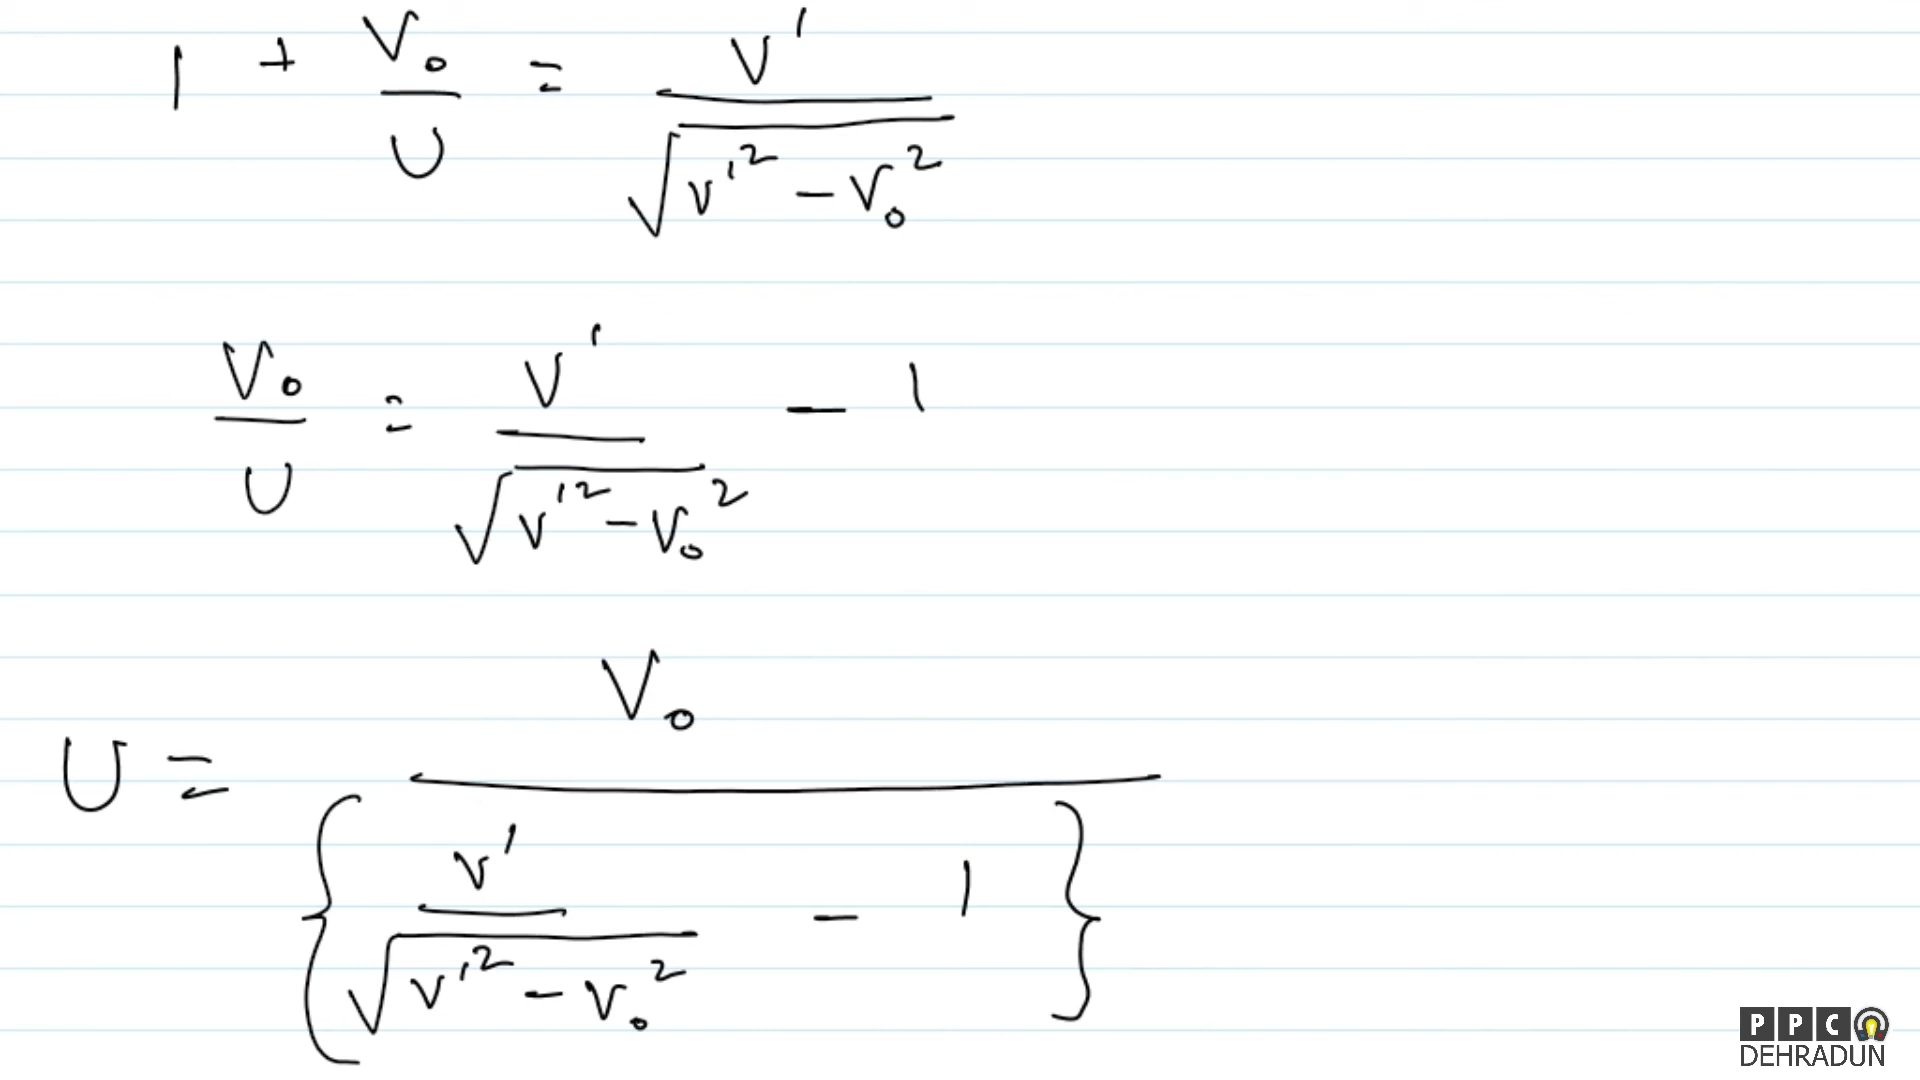 1 + V₀/U = V'/√(V'² − V₀²)
V₀/U = V'/√(V'² − V₀²) − 1
U = V₀/{V'/√(V'² − V₀²) − 1}
PPC
DEHRADUN